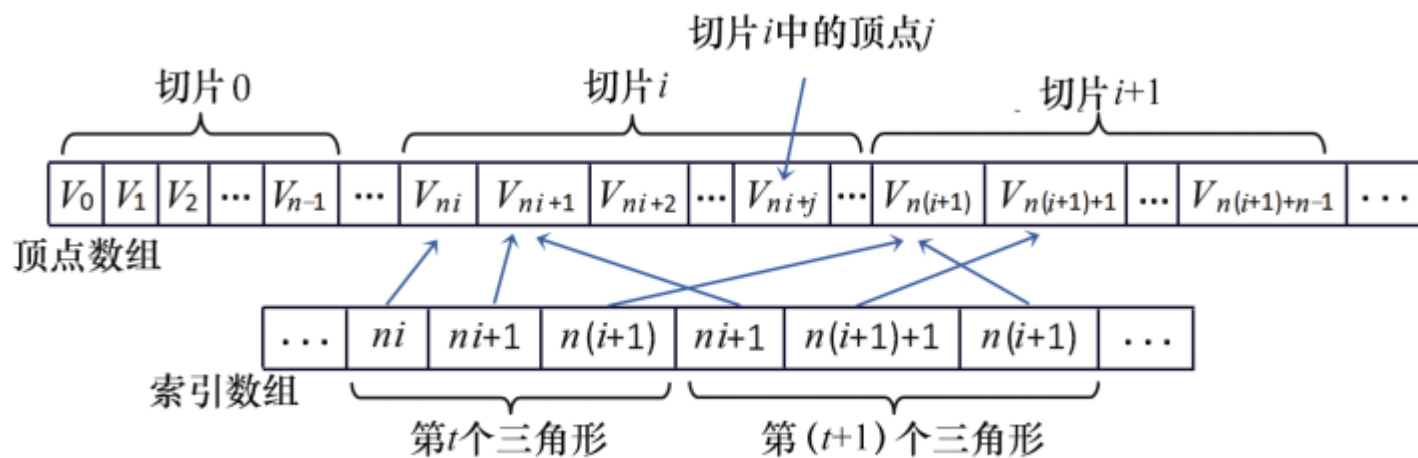 切片i中的顶点j
切片0 切片i 切片i+1
V0 V1 V2 ... Vn−1 ... Vni Vni+1 Vni+2 ... Vni+j ... Vn(i+1) Vn(i+1)+1 ... Vn(i+1)+n−1 ...
顶点数组
... ni ni+1 n(i+1) ni+1 n(i+1)+1 n(i+1) ...
索引数组
第t个三角形 第(t+1)个三角形